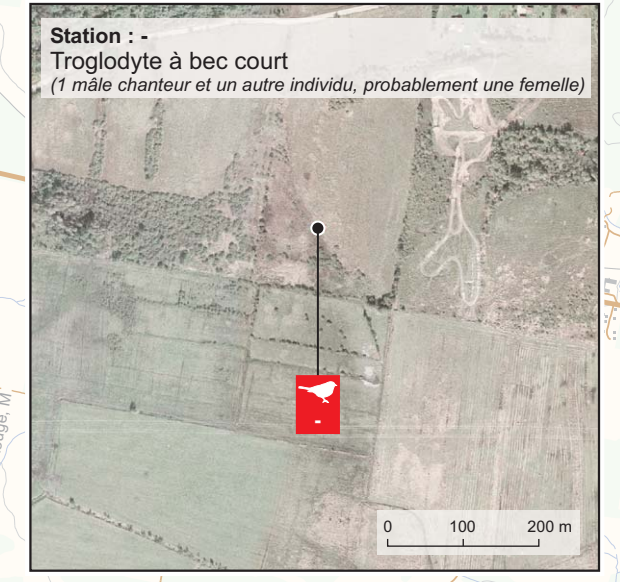 Station : -
Troglodyte à bec court
(1 mâle chanteur et un autre individu, probablement une femelle)
-
0 100 200 m